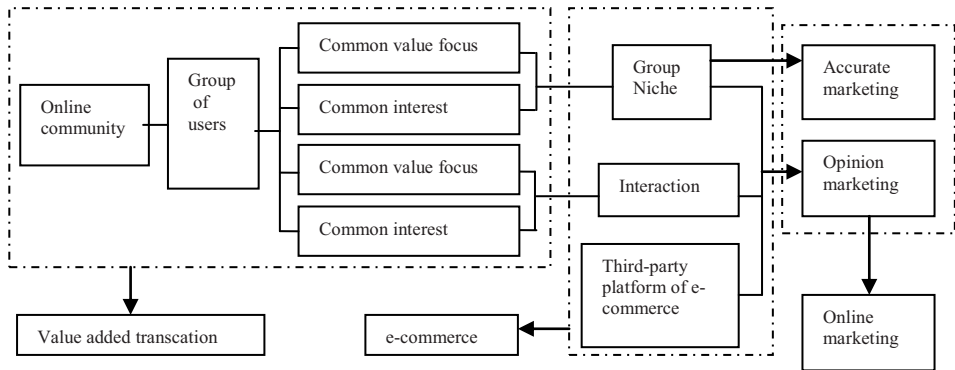 Online
community
Group
of
users
Common value focus
Common interest
Common value focus
Common interest
Group
Niche
Interaction
Third-party
platform of e-
commerce
Accurate
marketing
Opinion
marketing
Online
marketing
Value added transcation
e-commerce